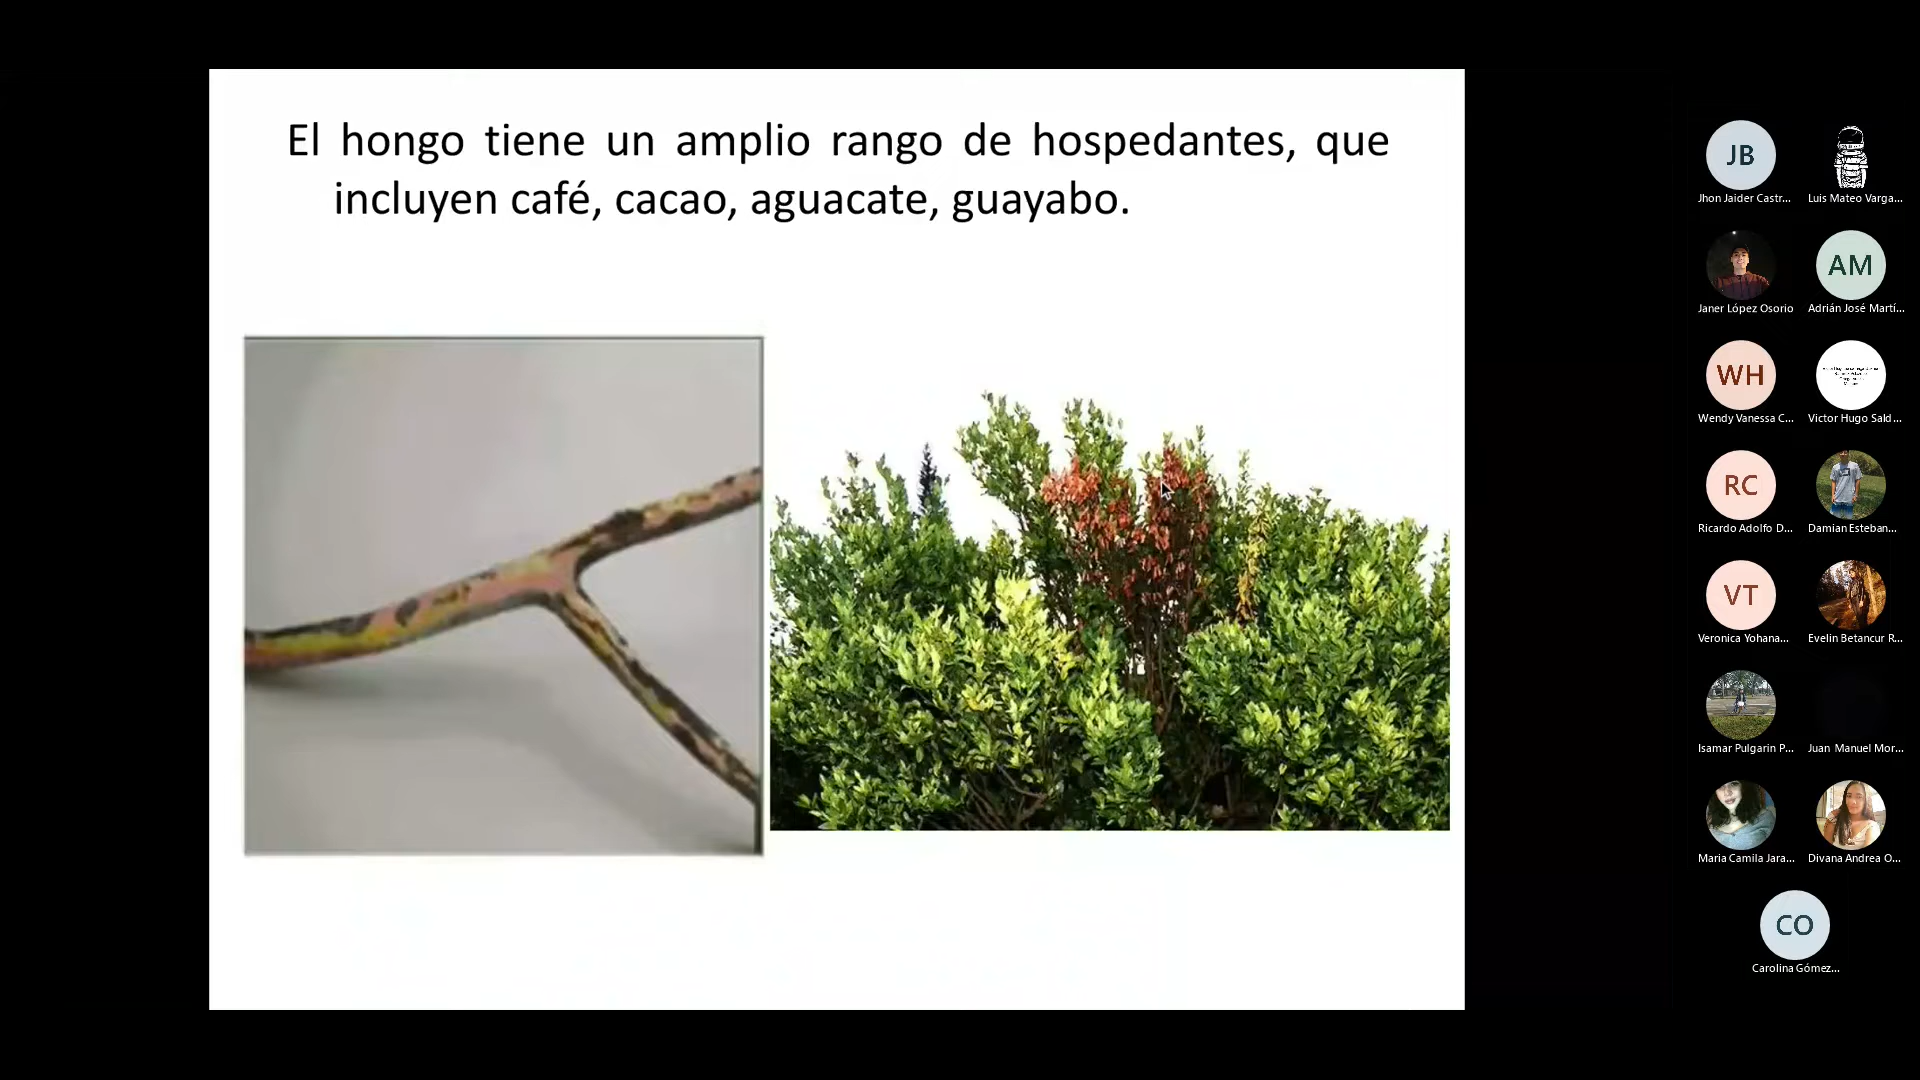 El hongo tiene un amplio rango de hospedantes, que
incluyen café, cacao, aguacate, guayabo.
JB
Jhon Jaider Castr...
Luis Mateo Varga...
Janer López Osorio
AM
Adrián José Martí...
WH
Wendy Vanessa C...
Victor Hugo Sald...
RC
Ricardo Adolfo D...
Damian Esteban...
VT
Veronica Yohana...
Evelin Betancur R...
Isamar Pulgarin P...
Juan Manuel Mor...
Maria Camila Jara...
Divana Andrea O...
CO
Carolina Gómez...